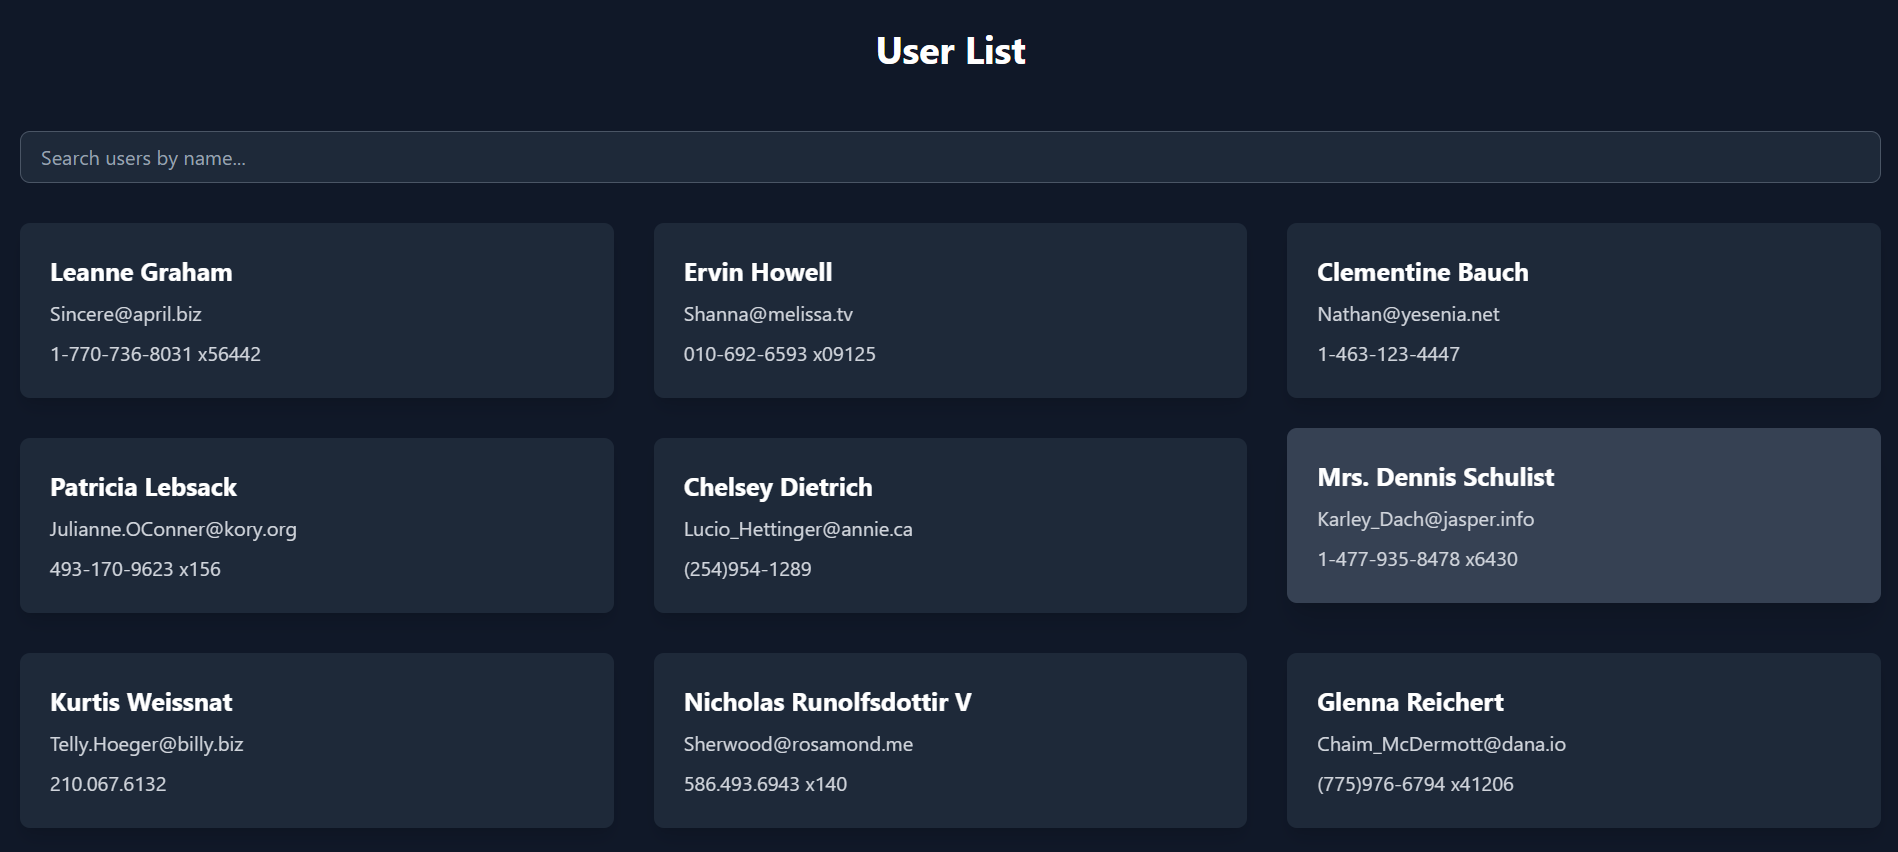 User List
Search users by name...
Leanne Graham
Sincere@april.biz
1-770-736-8031 x56442
Ervin Howell
Shanna@melissa.tv
010-692-6593 x09125
Clementine Bauch
Nathan@yesenia.net
1-463-123-4447
Patricia Lebsack
Julianne.OConner@kory.org
493-170-9623 x156
Chelsey Dietrich
Lucio_Hettinger@annie.ca
(254)954-1289
Mrs. Dennis Schulist
Karley_Dach@jasper.info
1-477-935-8478 x6430
Kurtis Weissnat
Telly.Hoeger@billy.biz
210.067.6132
Nicholas Runolfsdottir V
Sherwood@rosamond.me
586.493.6943 x140
Glenna Reichert
Chaim_McDermott@dana.io
(775)976-6794 x41206